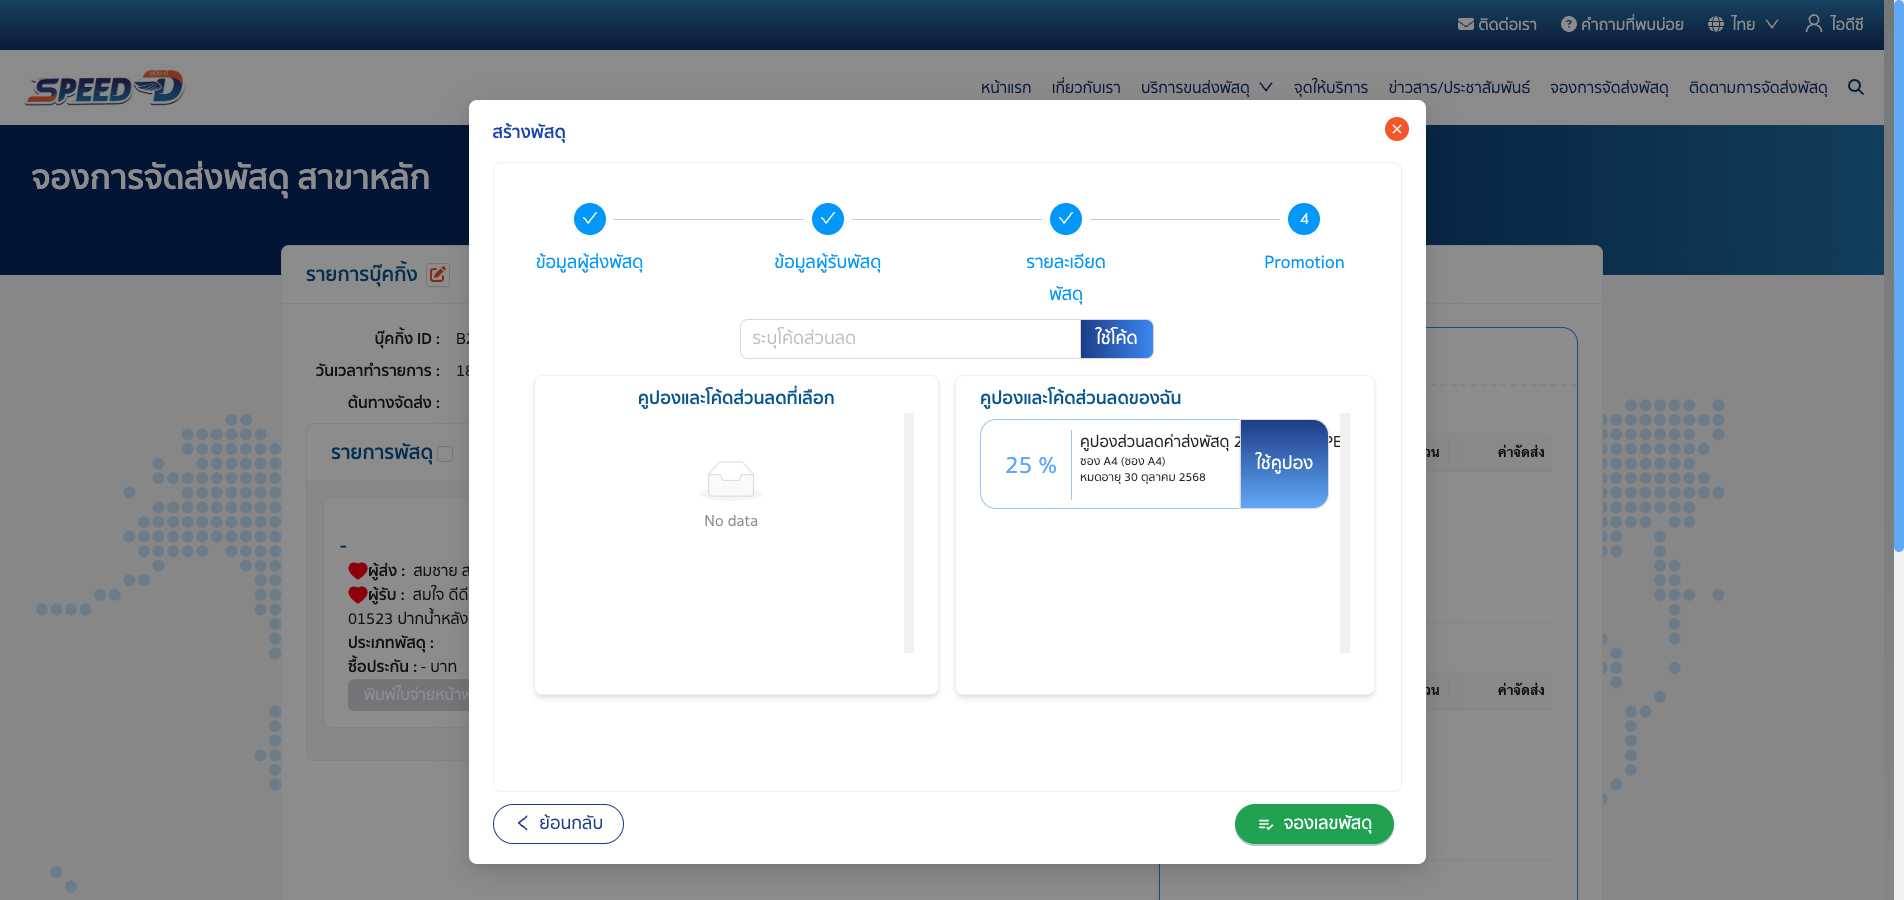 ติดต่อเรา คำถามที่พบบ่อย ไทย ไอดีซี
SPEED D
หน้าแรก เกี่ยวกับเรา บริการขนส่งพัสดุ จุดให้บริการ ข่าวสาร/ประชาสัมพันธ์ จองการจัดส่งพัสดุ ติดตามการจัดส่งพัสดุ
จองการจัดส่งพัสดุ สาขาหลัก
สร้างพัสดุ
4
ข้อมูลผู้ส่งพัสดุ ข้อมูลผู้รับพัสดุ รายละเอียด Promotion
พัสดุ
ระบุโค้ดส่วนลด ใช้โค้ด
คูปองและโค้ดส่วนลดที่เลือก
No data
คูปองและโค้ดส่วนลดของฉัน
25 %
คูปองส่วนลดค่าส่งพัสดุ 2
ซอง A4 (ซอง A4)
หมดอายุ 30 ตุลาคม 2568
ใช้คูปอง
ย้อนกลับ จองเลขพัสดุ
รายการบุ๊คกิ้ง
บุ๊คกิ้ง ID : B2
วันเวลาทำรายการ : 18
ต้นทางจัดส่ง :
รายการพัสดุ
-
ผู้ส่ง : สมชาย ส
ผู้รับ : สมใจ ดีดี
01523 ปากน้ำหลัง
ประเภทพัสดุ :
ซื้อประกัน : - บาท
พิมพ์ใบจ่ายหน้าพ
ค่าจัดส่ง
ค่าจัดส่ง